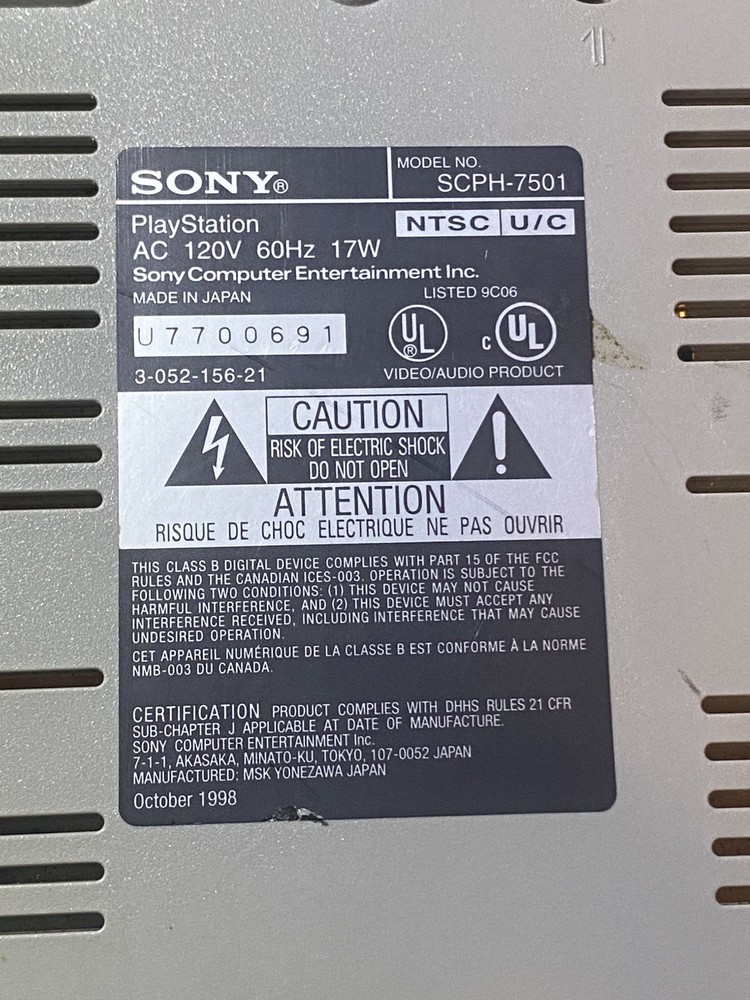 SONY®
MODEL NO.
SCPH-7501
PlayStation
NTSC U/C
AC 120V 60Hz 17W
Sony Computer Entertainment Inc.
MADE IN JAPAN
LISTED 9C06
U7700691
UL ®
C UL
3-052-156-21
VIDEO/AUDIO PRODUCT
CAUTION
RISK OF ELECTRIC SHOCK
DO NOT OPEN
ATTENTION
RISQUE DE CHOC ELECTRIQUE NE PAS OUVRIR
THIS CLASS B DIGITAL DEVICE COMPLIES WITH PART 15 OF THE FCC
RULES AND THE CANADIAN ICES-003. OPERATION IS SUBJECT TO THE
FOLLOWING TWO CONDITIONS: (1) THIS DEVICE MAY NOT CAUSE
HARMFUL INTERFERENCE, AND (2) THIS DEVICE MUST ACCEPT ANY
INTERFERENCE RECEIVED, INCLUDING INTERFERENCE THAT MAY CAUSE
UNDESIRED OPERATION.
CET APPAREIL NUMÉRIQUE DE LA CLASSE B EST CONFORME À LA NORME
NMB-003 DU CANADA.
CERTIFICATION PRODUCT COMPLIES WITH DHHS RULES 21 CFR
SUB-CHAPTER J APPLICABLE AT DATE OF MANUFACTURE.
SONY COMPUTER ENTERTAINMENT Inc.
7-1-1, AKASAKA, MINATO-KU, TOKYO, 107-0052 JAPAN
MANUFACTURED: MSK YONEZAWA JAPAN
October 1998